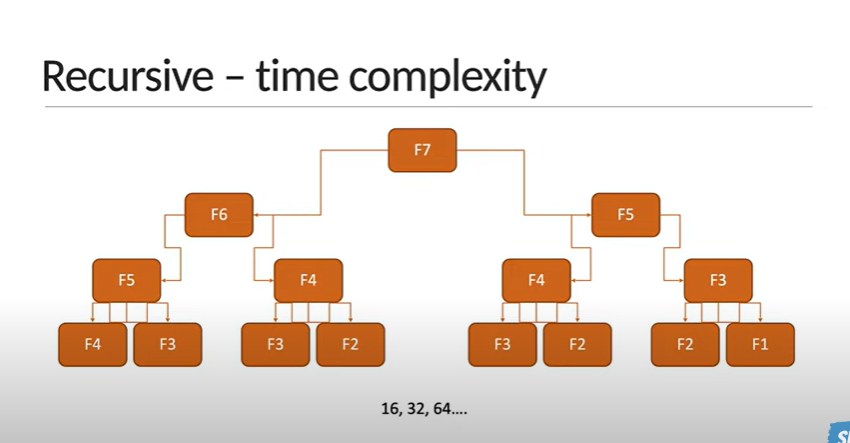 Recursive – time complexity
F7
F6 F5
F5 F4 F4 F3
F4 F3 F3 F2 F3 F2 F2 F1
16, 32, 64....